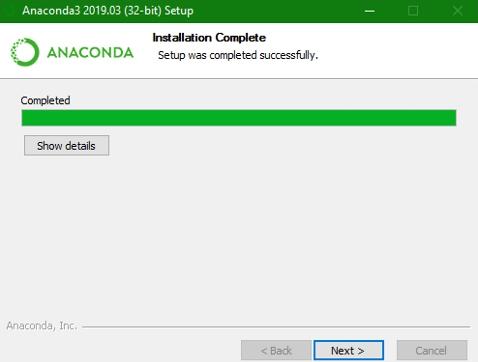 Anaconda3 2019.03 (32-bit) Setup
Installation Complete
Setup was completed successfully.
ANACONDA
Completed
Show details
Anaconda, Inc.
< Back
Next >
Cancel